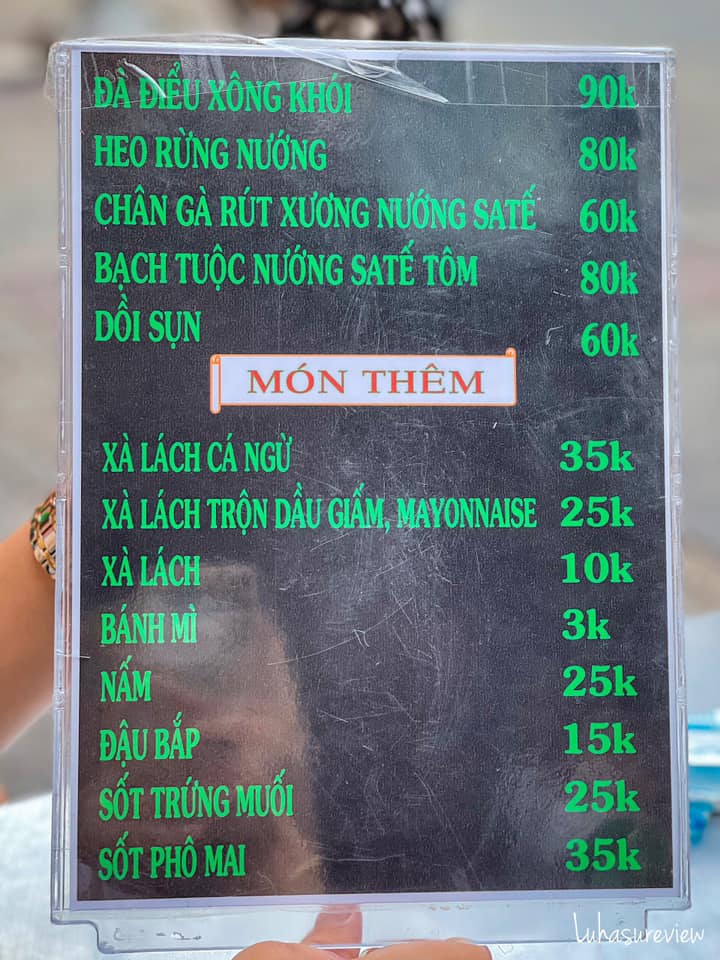 ĐÀ ĐIỂU XÔNG KHÓI 90k
HEO RỪNG NƯỚNG 80k
CHÂN GÀ RÚT XƯƠNG NƯỚNG SATẾ 60k
BẠCH TUỘC NƯỚNG SATẾ TÔM 80k
DỒI SỤN 60k
MÓN THÊM
XÀ LÁCH CÁ NGỪ 35k
XÀ LÁCH TRỘN DẦU GIẤM, MAYONNAISE 25k
XÀ LÁCH 10k
BÁNH MÌ 3k
NẤM 25k
ĐẬU BẮP 15k
SỐT TRỨNG MUỐI 25k
SỐT PHÔ MAI 35k
Luhasureview